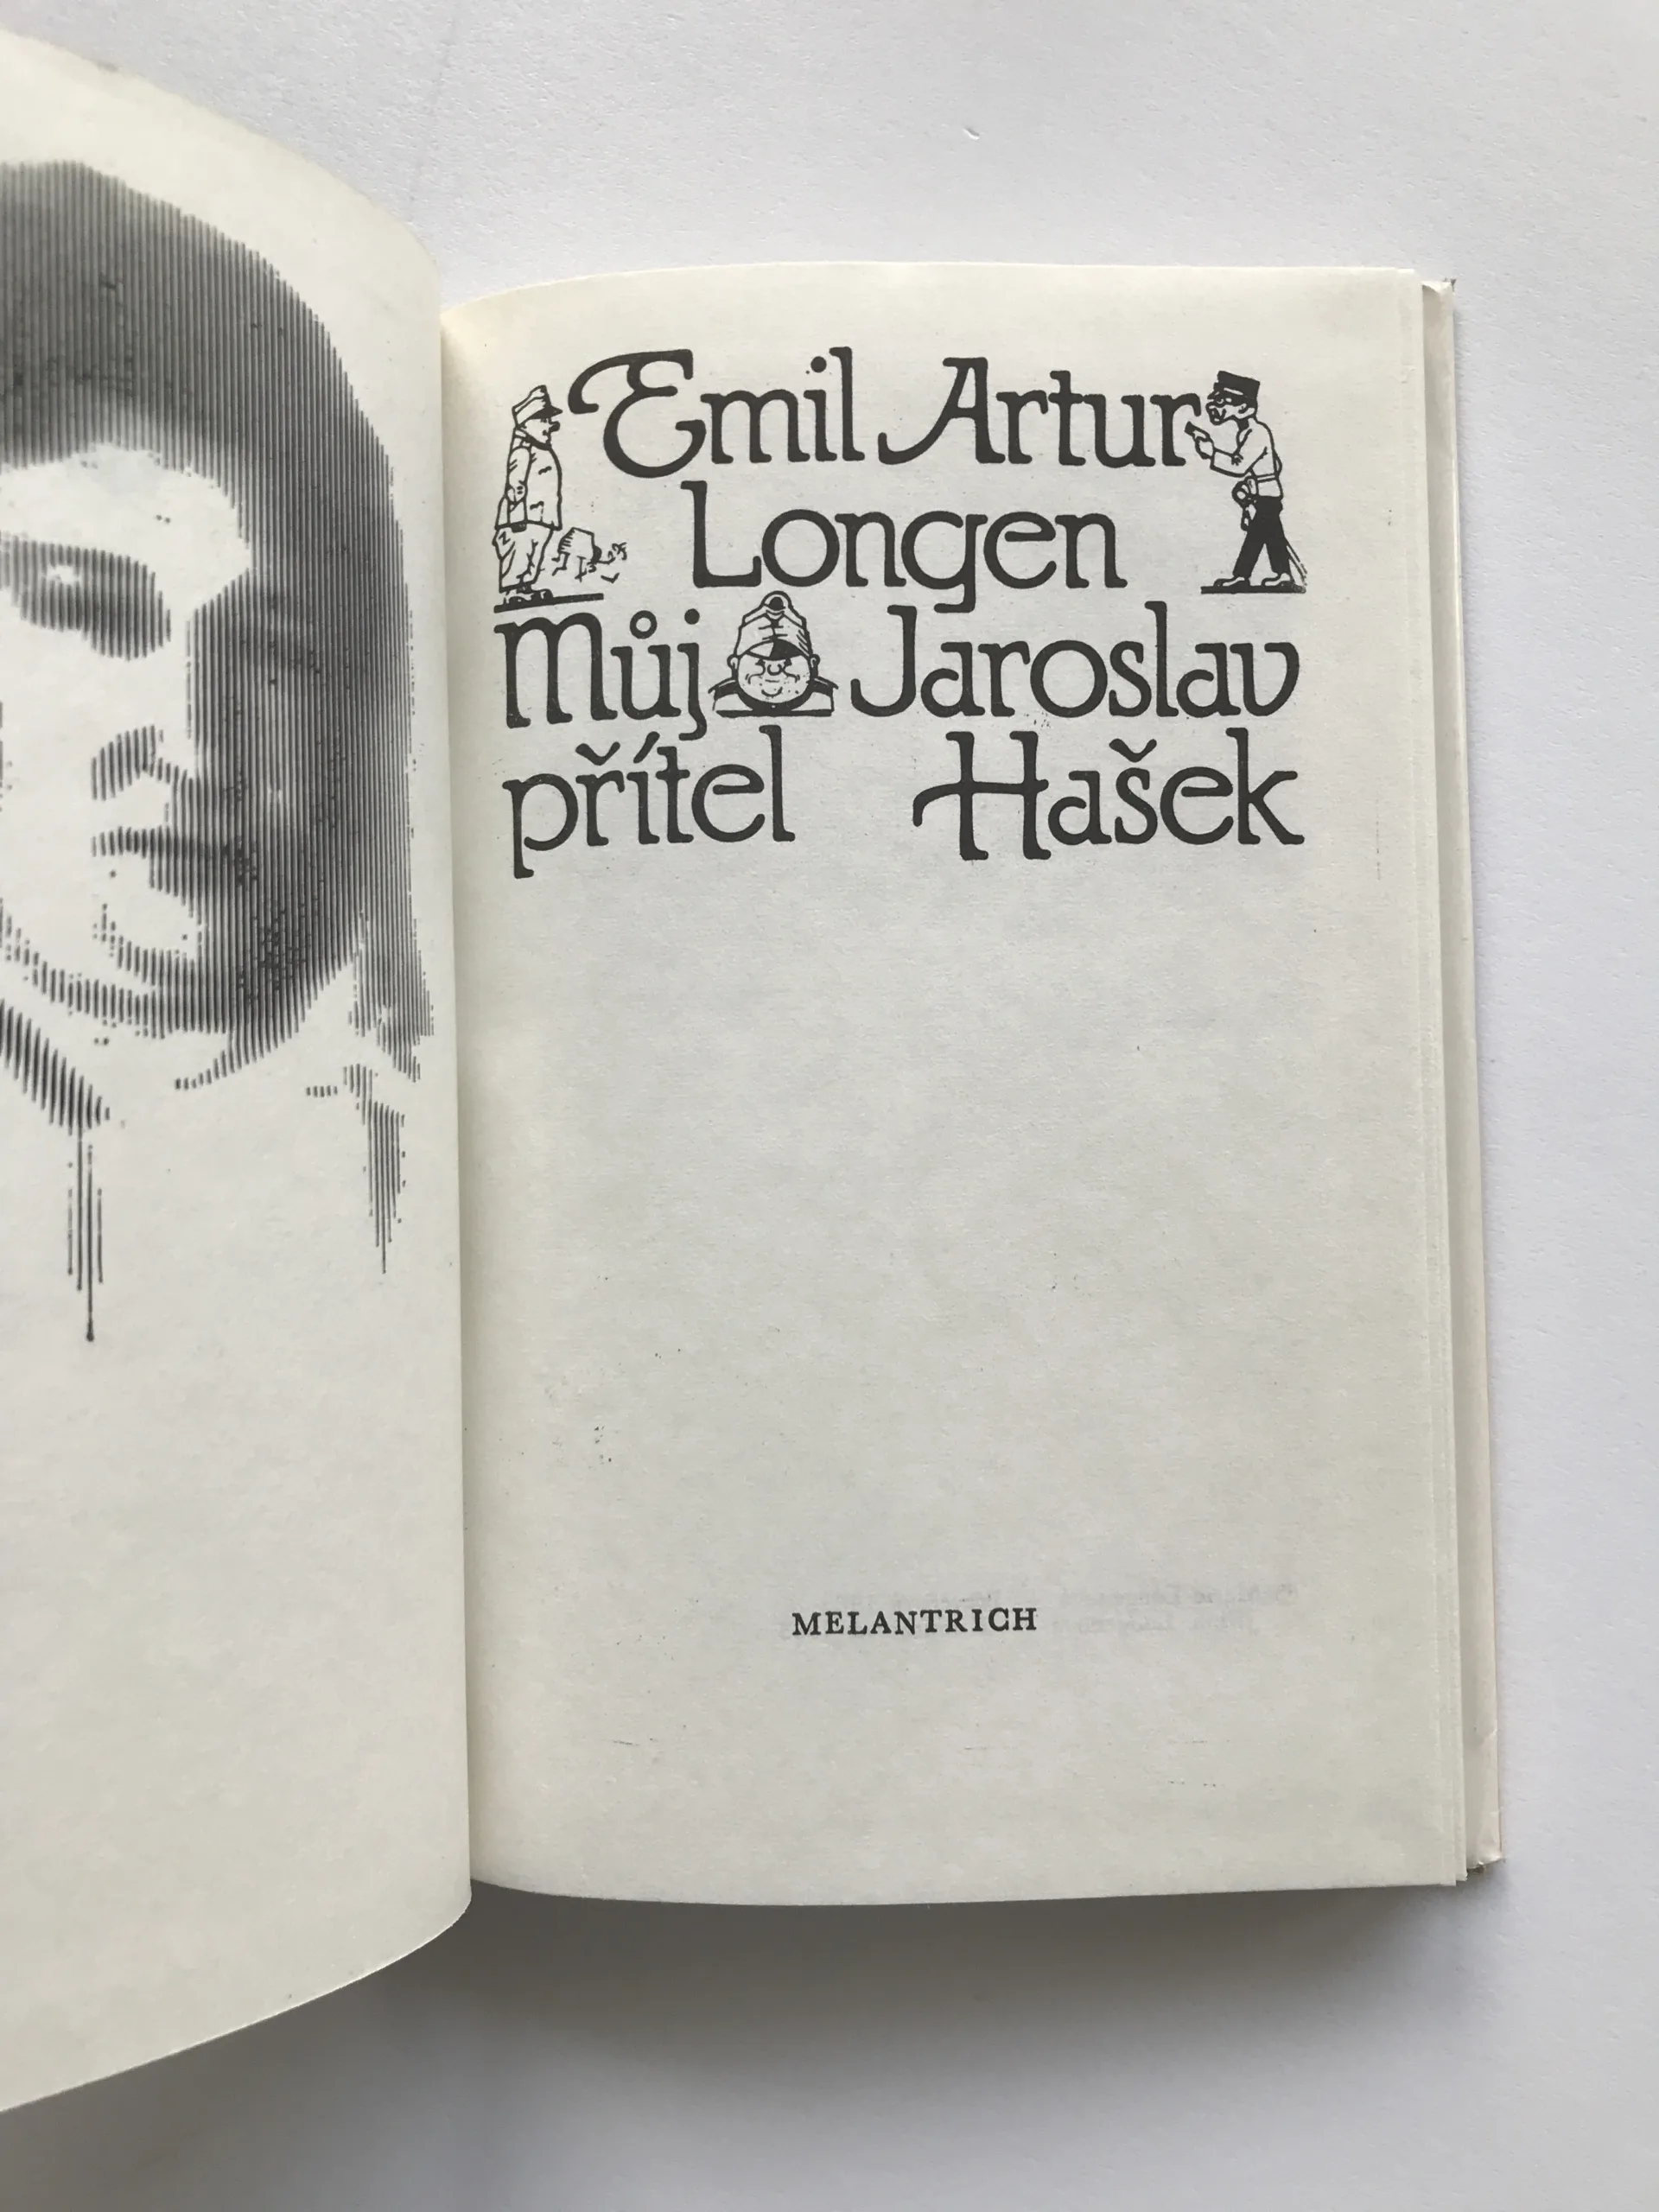 Emil Artur
Longen
Můj Jaroslav
přítel Hašek
MELANTRICH